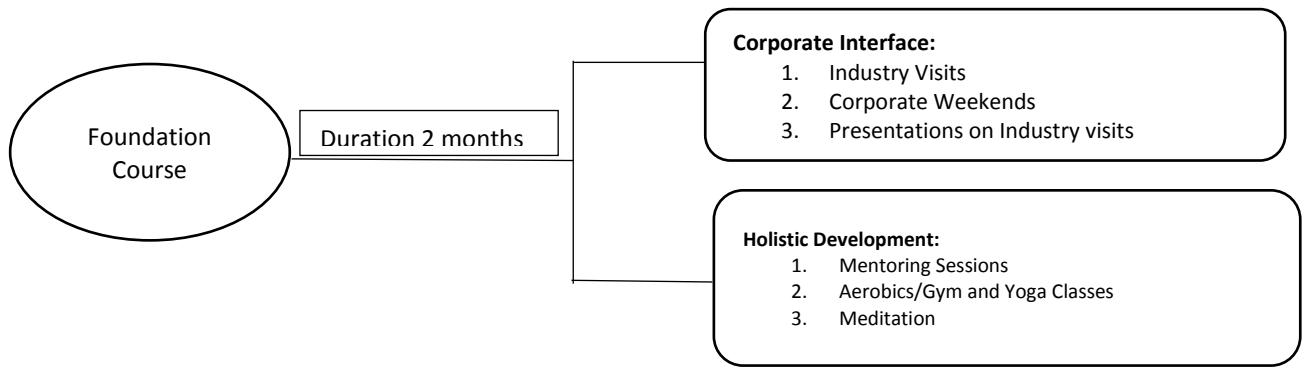 Foundation
Course
Duration 2 months
Corporate Interface:
1. Industry Visits
2. Corporate Weekends
3. Presentations on Industry visits
Holistic Development:
1. Mentoring Sessions
2. Aerobics/Gym and Yoga Classes
3. Meditation